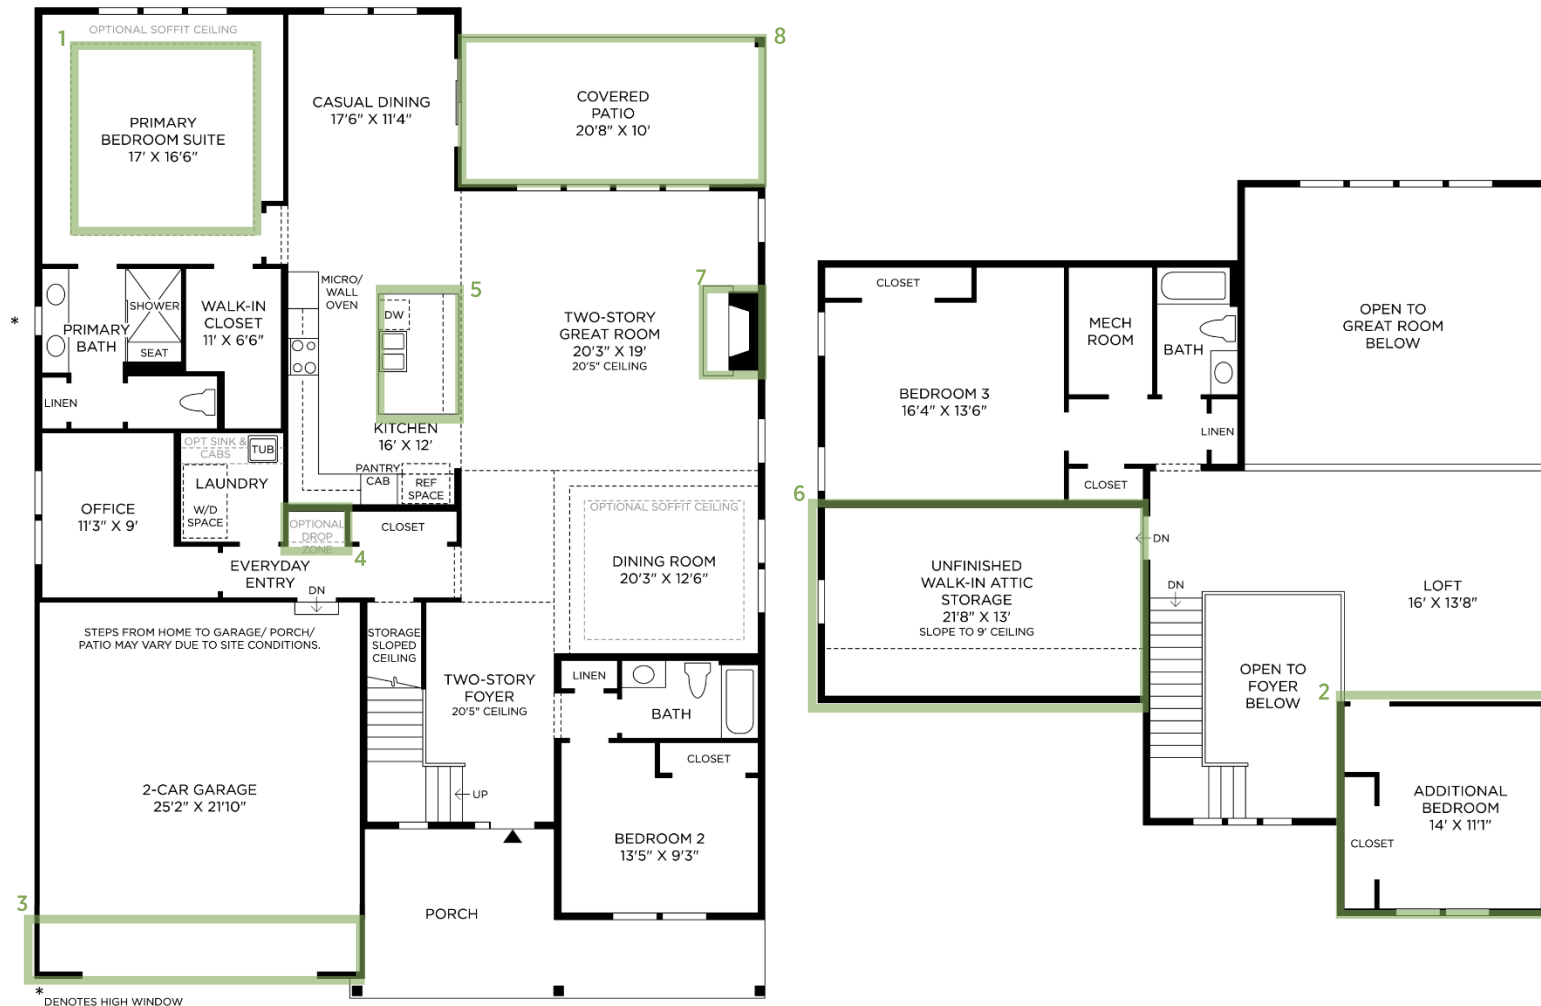 OPTIONAL SOFFIT CEILING
1
PRIMARY
BEDROOM SUITE
17' X 16'6"
CASUAL DINING
17'6" X 11'4"
8
COVERED
PATIO
20'8" X 10'
*
PRIMARY
BATH
SHOWER
SEAT
LINEN
WALK-IN
CLOSET
11' X 6'6"
MICRO/
WALL
OVEN
5
DW
KITCHEN
16' X 12'
PANTRY
CAB
REF
SPACE
7
TWO-STORY
GREAT ROOM
20'3" X 19'
20'5" CEILING
OPT SINK &
CABS
TUB
LAUNDRY
W/D
SPACE
OFFICE
11'3" X 9'
OPTIONAL
DROP
ZONE
4
CLOSET
EVERYDAY
ENTRY
DN
OPTIONAL SOFFIT CEILING
DINING ROOM
20'3" X 12'6"
STEPS FROM HOME TO GARAGE/ PORCH/
PATIO MAY VARY DUE TO SITE CONDITIONS.
STORAGE
SLOPED
CEILING
TWO-STORY
FOYER
20'5" CEILING
LINEN
BATH
CLOSET
UP
2-CAR GARAGE
25'2" X 21'10"
BEDROOM 2
13'5" X 9'3"
3
PORCH
*
DENOTES HIGH WINDOW
CLOSET
MECH
ROOM
BATH
OPEN TO
GREAT ROOM
BELOW
BEDROOM 3
16'4" X 13'6"
LINEN
CLOSET
6
UNFINISHED
WALK-IN ATTIC
STORAGE
21'8" X 13'
SLOPE TO 9' CEILING
DN
DN
LOFT
16' X 13'8"
OPEN TO
FOYER
BELOW
2
ADDITIONAL
BEDROOM
14' X 11'1"
CLOSET